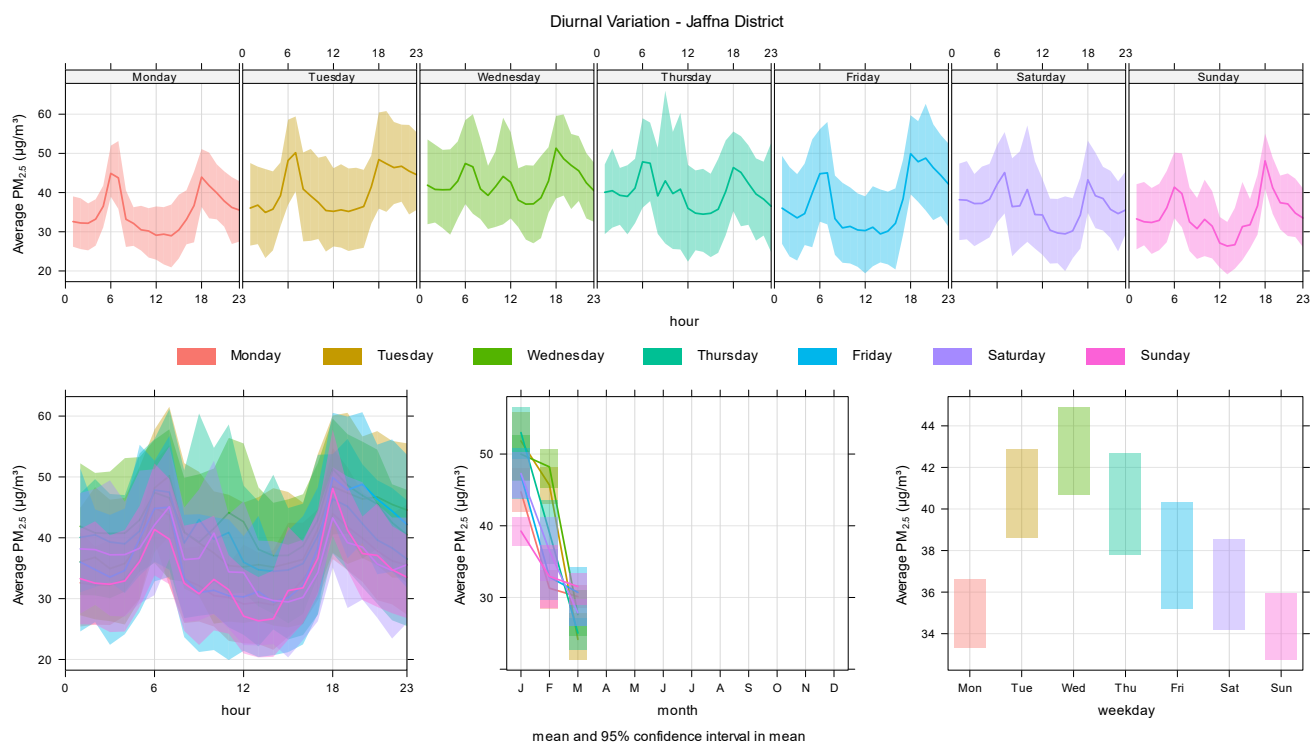 Diurnal Variation - Jaffna District
0 6 12 18 23 0 6 12 18 23 0 6 12 18 23
Monday Tuesday Wednesday Thursday Friday Saturday Sunday
Average PM2.5 (µg/m³)
60
50
40
30
20
0 6 12 18 23 0 6 12 18 23 0 6 12 18 23 0 6 12 18 23
hour
Monday Tuesday Wednesday Thursday Friday Saturday Sunday
Average PM2.5 (µg/m³)
60
50
40
30
20
0 6 12 18 23
hour
Average PM2.5 (µg/m³)
50
40
30
J F M A M J J A S O N D
month
Average PM2.5 (µg/m³)
44
42
40
38
36
34
Mon Tue Wed Thu Fri Sat Sun
weekday
mean and 95% confidence interval in mean